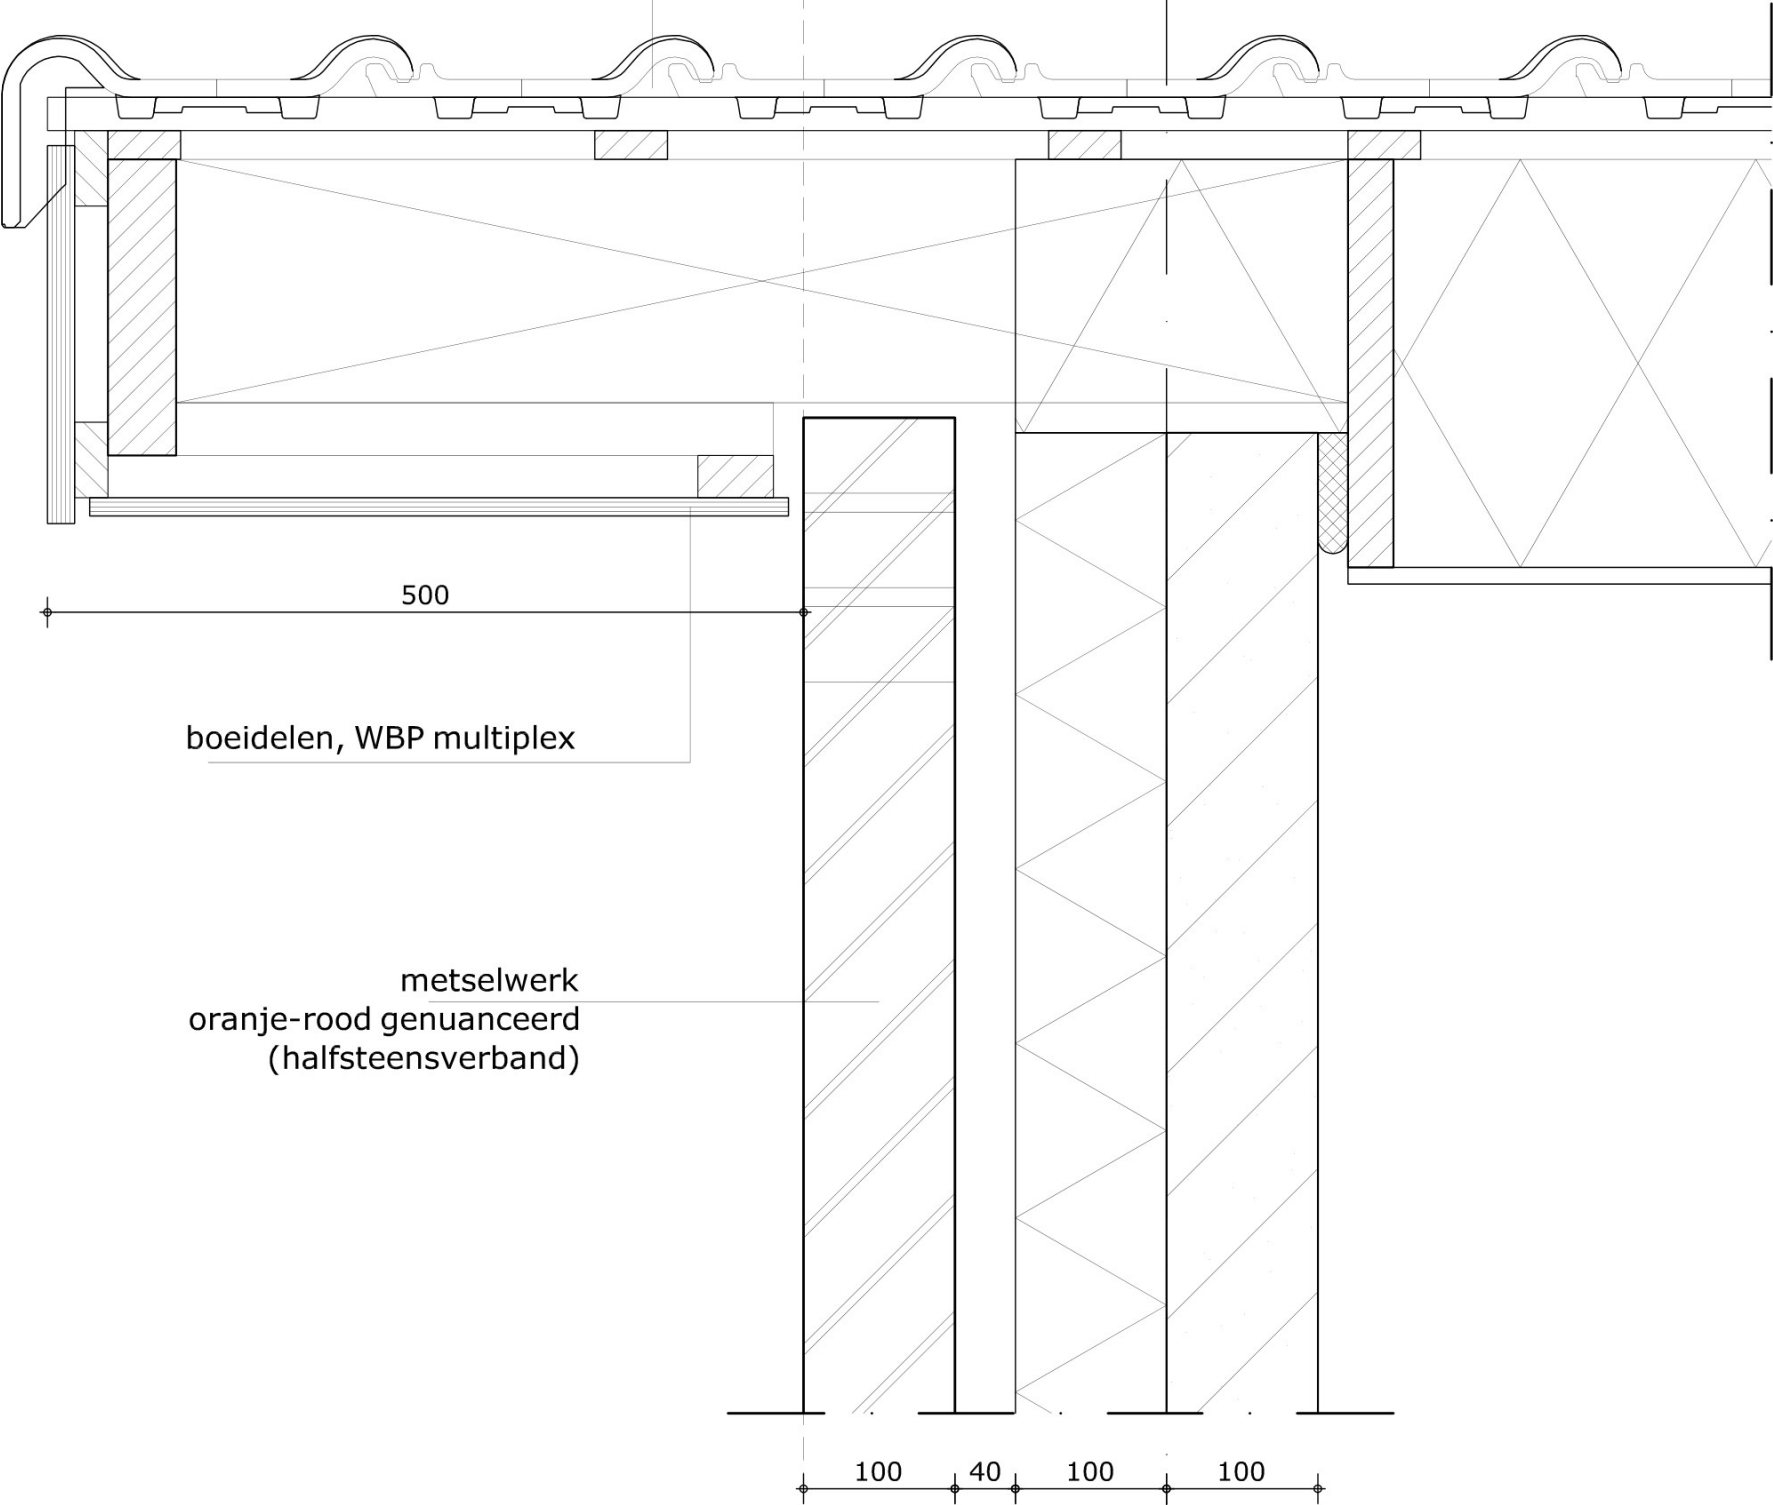 500
boeidelen, WBP multiplex
metselwerk
oranje-rood genuanceerd
(halfsteensverband)
100 40 100 100